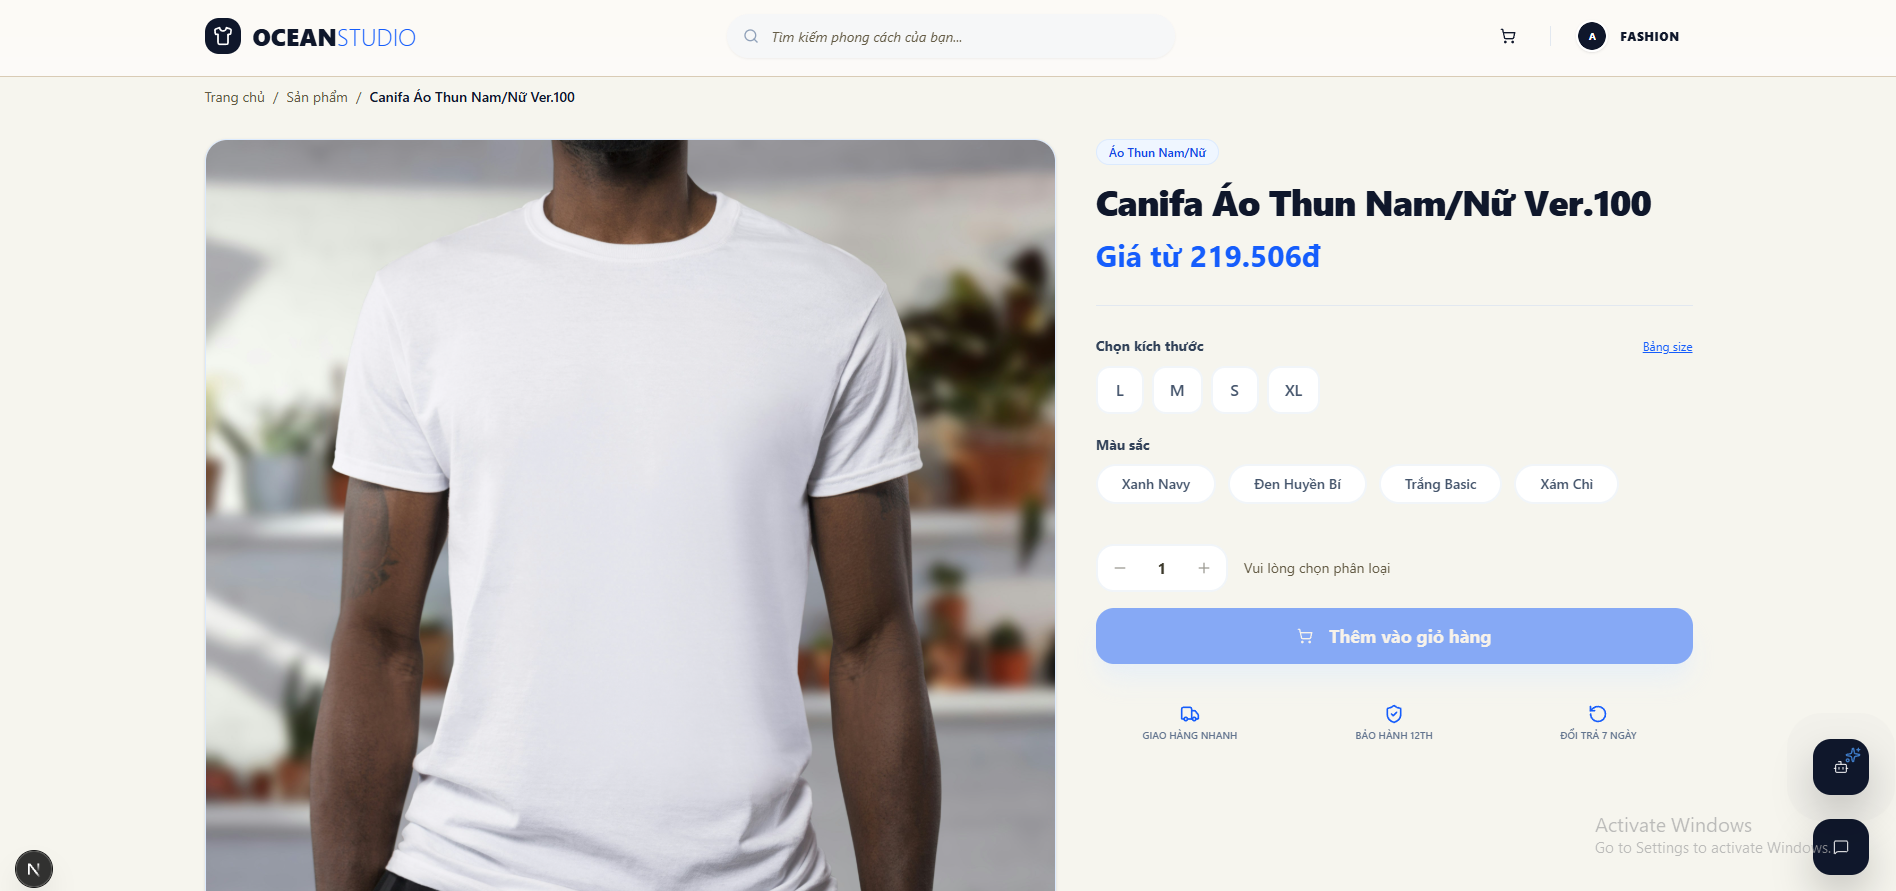 OCEANSTUDIO
Tìm kiếm phong cách của bạn...
A
FASHION
Trang chủ / Sản phẩm / Canifa Áo Thun Nam/Nữ Ver.100
Áo Thun Nam/Nữ
Canifa Áo Thun Nam/Nữ Ver.100
Giá từ 219.506đ
Chọn kích thước
Bảng size
L
M
S
XL
Màu sắc
Xanh Navy
Đen Huyền Bí
Trắng Basic
Xám Chì
1
Vui lòng chọn phân loại
Thêm vào giỏ hàng
GIAO HÀNG NHANH
BẢO HÀNH 12TH
ĐỔI TRẢ 7 NGÀY
Activate Windows
Go to Settings to activate Windows.
N